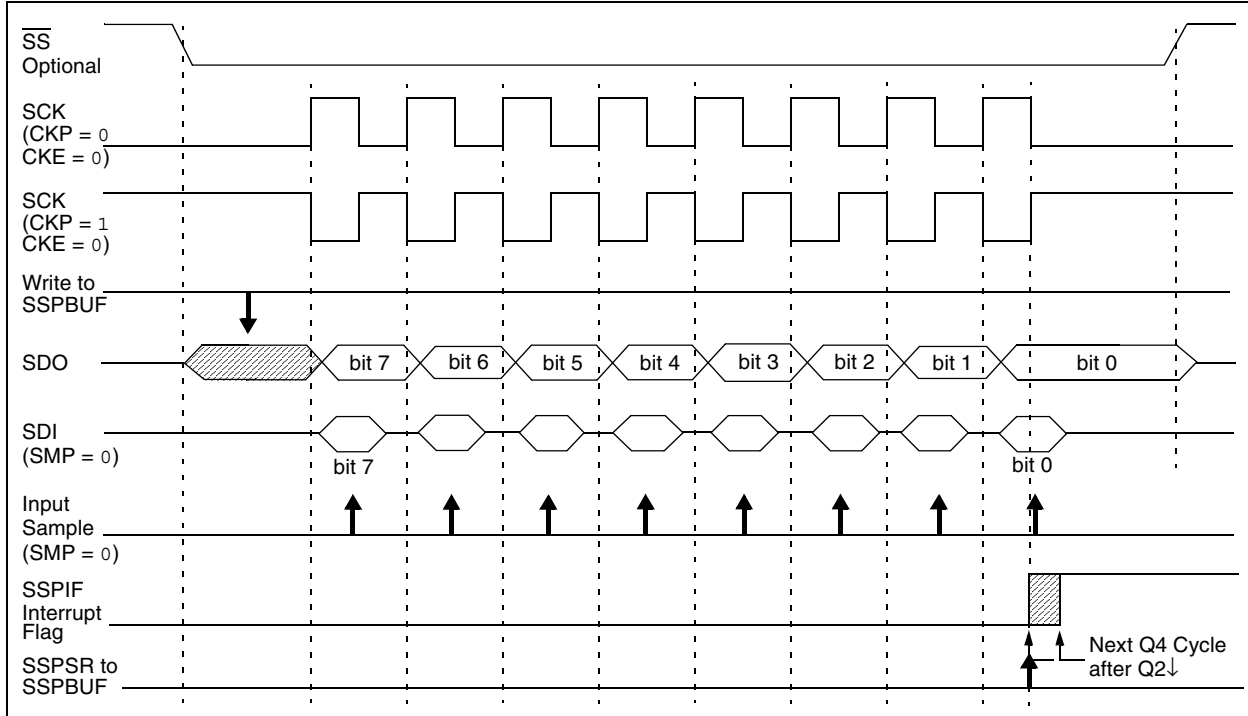 SS
Optional
SCK
(CKP = 0
CKE = 0)
SCK
(CKP = 1
CKE = 0)
Write to
SSPBUF
SDO
bit 7
bit 6
bit 5
bit 4
bit 3
bit 2
bit 1
bit 0
SDI
(SMP = 0)
bit 7
bit 0
Input
Sample
(SMP = 0)
SSPIF
Interrupt
Flag
Next Q4 Cycle
after Q2↓
SSPSR to
SSPBUF